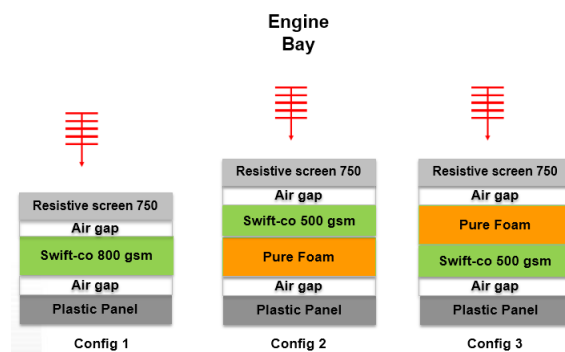 Engine
Bay
Resistive screen 750
Air gap
Swift-co 800 gsm
Air gap
Plastic Panel
Config 1
Resistive screen 750
Air gap
Swift-co 500 gsm
Pure Foam
Air gap
Plastic Panel
Config 2
Resistive screen 750
Air gap
Pure Foam
Swift-co 500 gsm
Air gap
Plastic Panel
Config 3